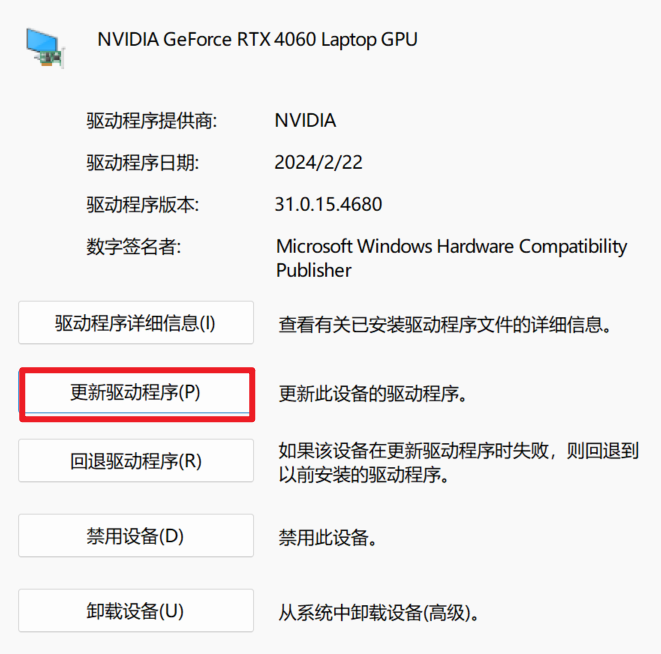 NVIDIA GeForce RTX 4060 Laptop GPU
驱动程序提供商: NVIDIA
驱动程序日期: 2024/2/22
驱动程序版本: 31.0.15.4680
数字签名者: Microsoft Windows Hardware Compatibility
Publisher
驱动程序详细信息(I) 查看有关已安装驱动程序文件的详细信息。
更新驱动程序(P) 更新此设备的驱动程序。
回退驱动程序(R) 如果该设备在更新驱动程序时失败，则回退到
以前安装的驱动程序。
禁用设备(D) 禁用此设备。
卸载设备(U) 从系统中卸载设备(高级)。